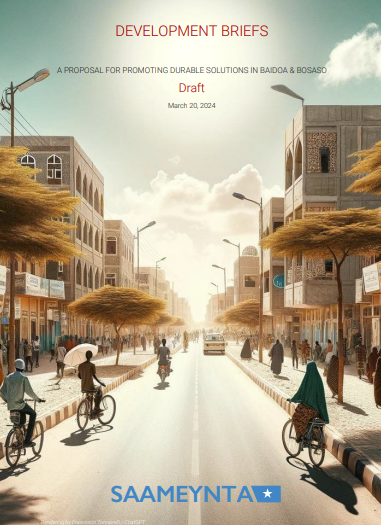 DEVELOPMENT BRIEFS
A PROPOSAL FOR PROMOTING DURABLE SOLUTIONS IN BAIDOA & BOSASO
Draft
March 20, 2024
SAAMEYNTA